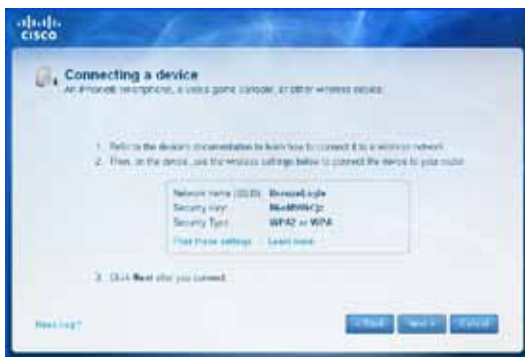 CISCO
Connecting a device
An iPhone® smartphone, a video game console, or other wireless device
1. Refer to the device's documentation to learn how to connect it to a wireless network
2. Then, on the device, use the wireless settings below to connect the device to your router
Network name (SSID): BronzeEagle
Security Key:
Security Type: WPA2 or WPA
Print these settings Learn more
3. Click Next after you connect.
Need help?
< Back Next > Cancel